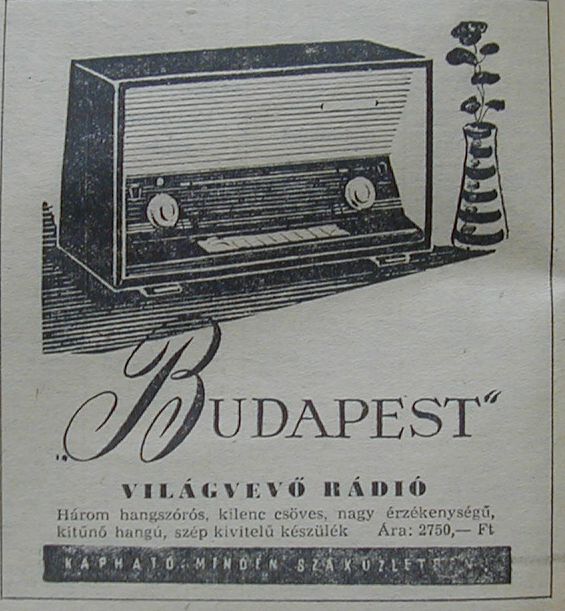 „BUDAPEST“
VILÁGVEVŐ RÁDIÓ
Három hangszórós, kilenc csöves, nagy érzékenységű,
kitűnő hangú, szép kivitelű készülék Ára: 2750,— Ft
KAPHATÓ MINDEN SZAKÜZLETBEN